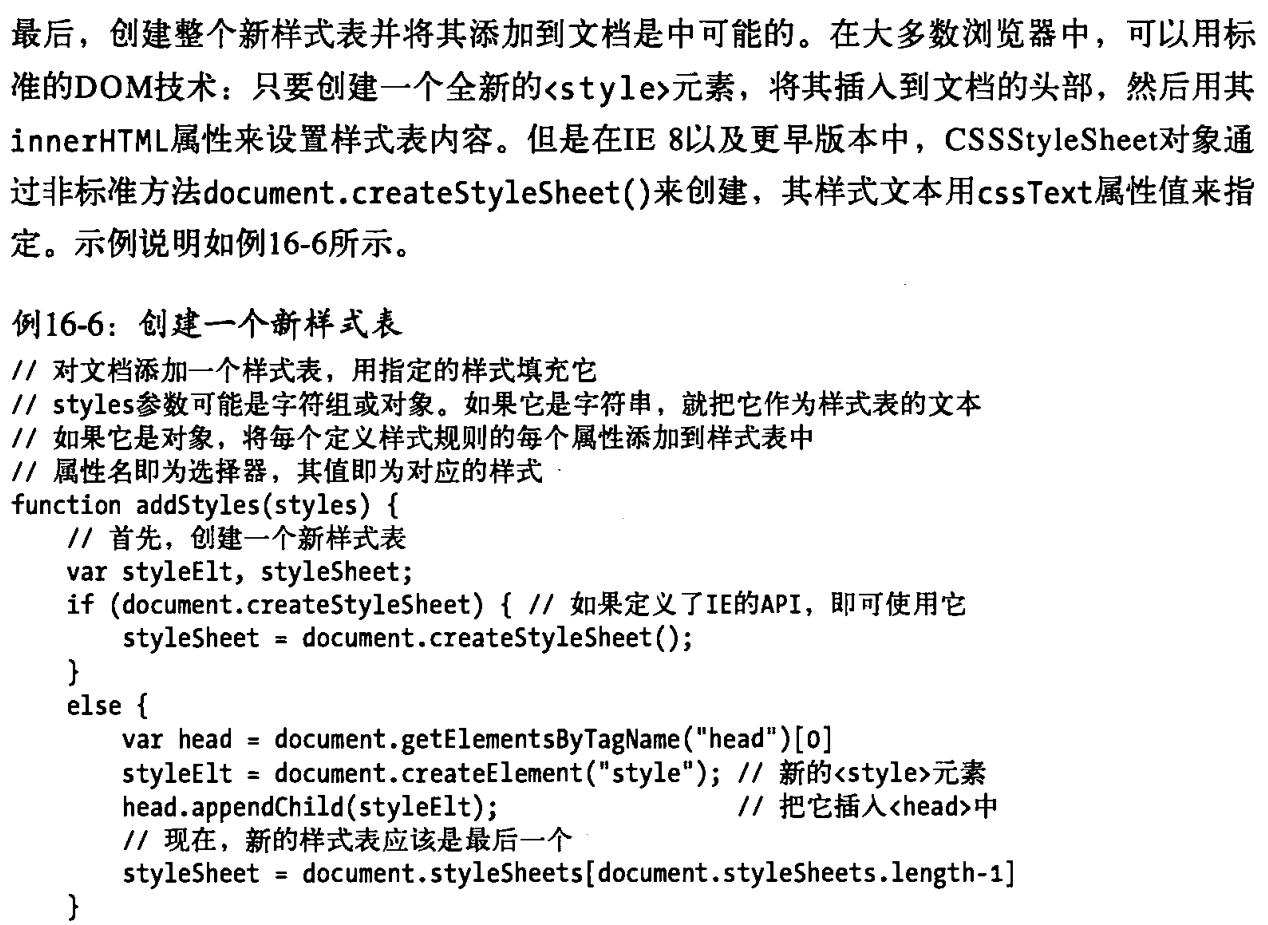 最后，创建整个新样式表并将其添加到文档是中可能的。在大多数浏览器中，可以用标
准的DOM技术：只要创建一个全新的<style>元素，将其插入到文档的头部，然后用其
innerHTML属性来设置样式表内容。但是在IE 8以及更早版本中，CSSStyleSheet对象通
过非标准方法document.createStyleSheet()来创建，其样式文本用cssText属性值来指
定。示例说明如例16-6所示。
例16-6：创建一个新样式表
// 对文档添加一个样式表，用指定的样式填充它
// styles参数可能是字符组或对象。如果它是字符串，就把它作为样式表的文本
// 如果它是对象，将每个定义样式规则的每个属性添加到样式表中
// 属性名即为选择器，其值即为对应的样式
function addStyles(styles) {
    // 首先，创建一个新样式表
    var styleElt, styleSheet;
    if (document.createStyleSheet) { // 如果定义了IE的API，即可使用它
        styleSheet = document.createStyleSheet();
    }
    else {
        var head = document.getElementsByTagName("head")[0]
        styleElt = document.createElement("style"); // 新的<style>元素
        head.appendChild(styleElt);                 // 把它插入<head>中
        // 现在，新的样式表应该是最后一个
        styleSheet = document.styleSheets[document.styleSheets.length-1]
    }